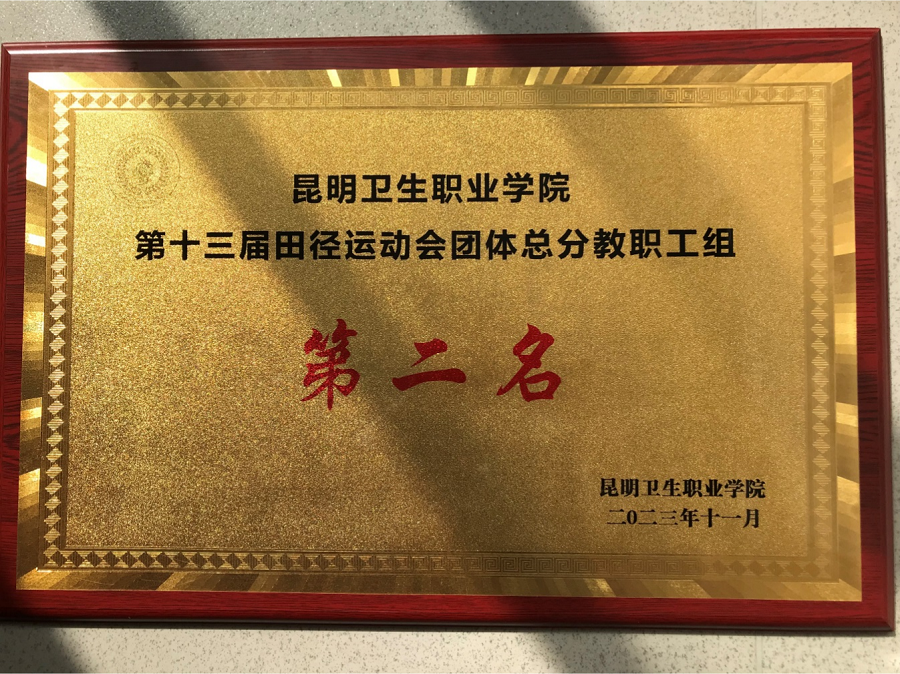 昆明卫生职业学院
第十三届田径运动会团体总分教职工组
第二名
昆明卫生职业学院
二〇二三年十一月